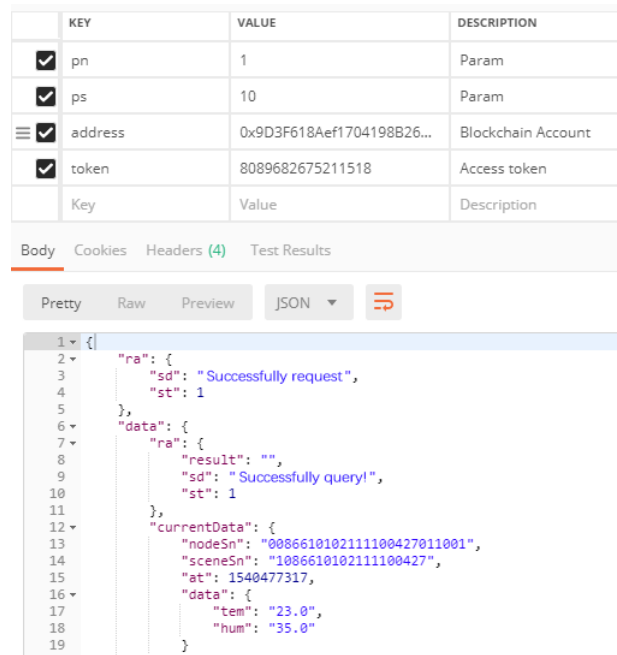 KEY VALUE DESCRIPTION
pn 1 Param
ps 10 Param
address 0x9D3F618Aef1704198B26... Blockchain Account
token 8089682675211518 Access token
Key Value Description
Body Cookies Headers (4) Test Results
Pretty Raw Preview JSON
1 {
2 "ra": {
3 "sd": "Successfully request",
4 "st": 1
5 },
6 "data": {
7 "ra": {
8 "result": "",
9 "sd": "Successfully query!",
10 "st": 1
11 },
12 "currentData": {
13 "nodeSn": "0086610102111100427011001",
14 "sceneSn": "1086610102111100427",
15 "at": 1540477317,
16 "data": {
17 "tem": "23.0",
18 "hum": "35.0"
19 }